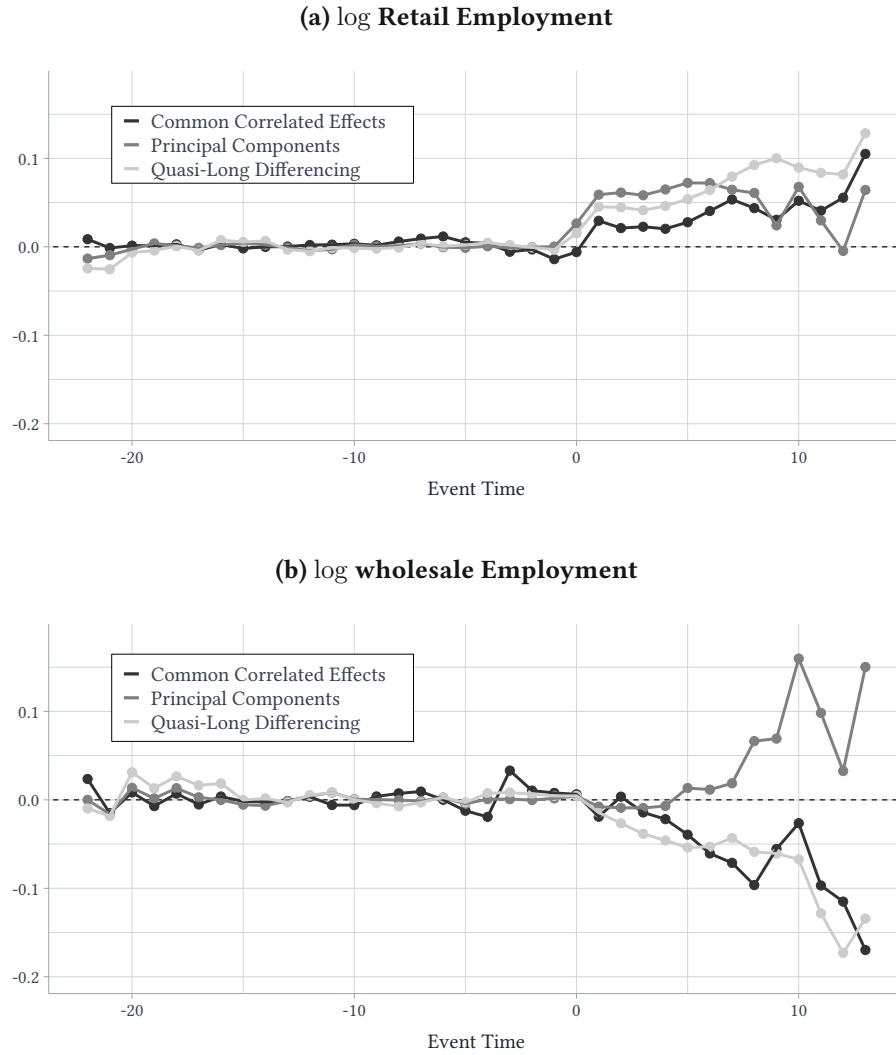 (a) log Retail Employment
Common Correlated Effects
Principal Components
Quasi-Long Differencing
0.1
0.0
-0.1
-0.2
-20 -10 0 10
Event Time
(b) log wholesale Employment
Common Correlated Effects
Principal Components
Quasi-Long Differencing
0.1
0.0
-0.1
-0.2
-20 -10 0 10
Event Time